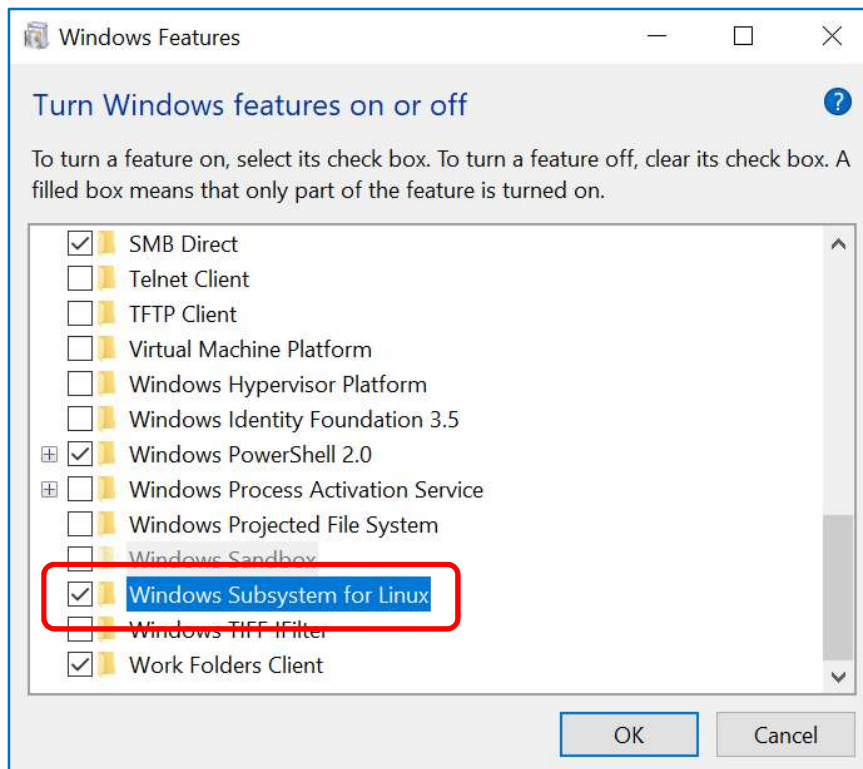 Windows Features
Turn Windows features on or off
?
To turn a feature on, select its check box. To turn a feature off, clear its check box. A
filled box means that only part of the feature is turned on.
SMB Direct
Telnet Client
TFTP Client
Virtual Machine Platform
Windows Hypervisor Platform
Windows Identity Foundation 3.5
Windows PowerShell 2.0
Windows Process Activation Service
Windows Projected File System
Windows Sandbox
Windows Subsystem for Linux
Windows TIFF IFilter
Work Folders Client
OK Cancel